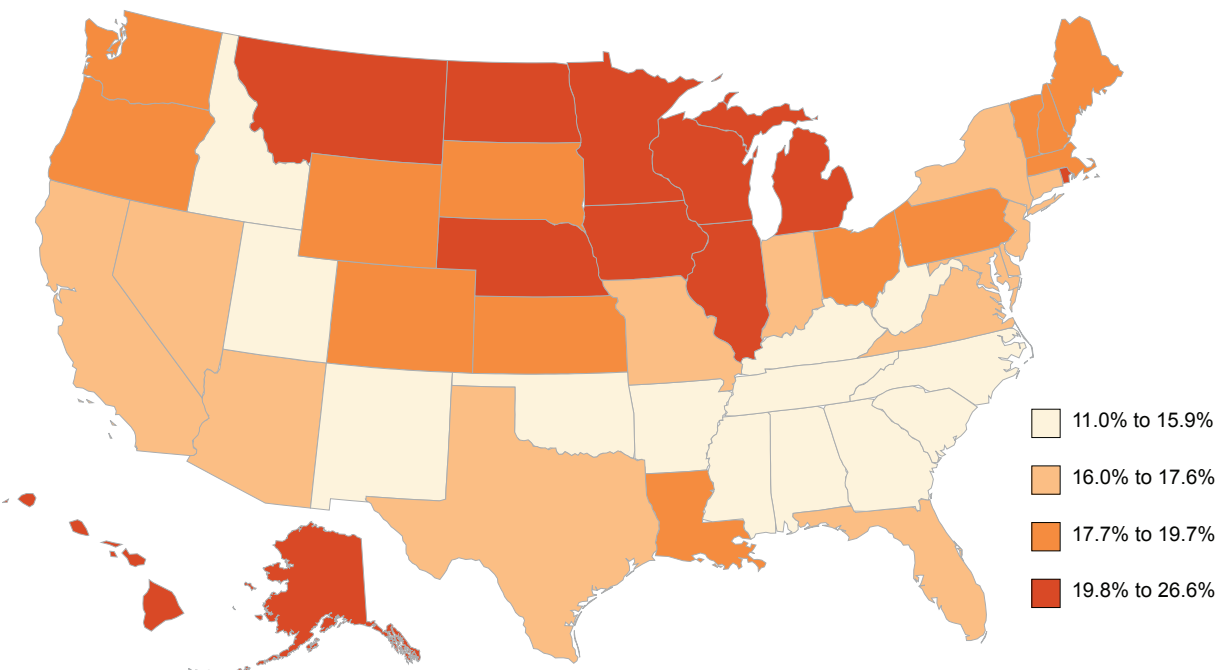 11.0% to 15.9%
16.0% to 17.6%
17.7% to 19.7%
19.8% to 26.6%